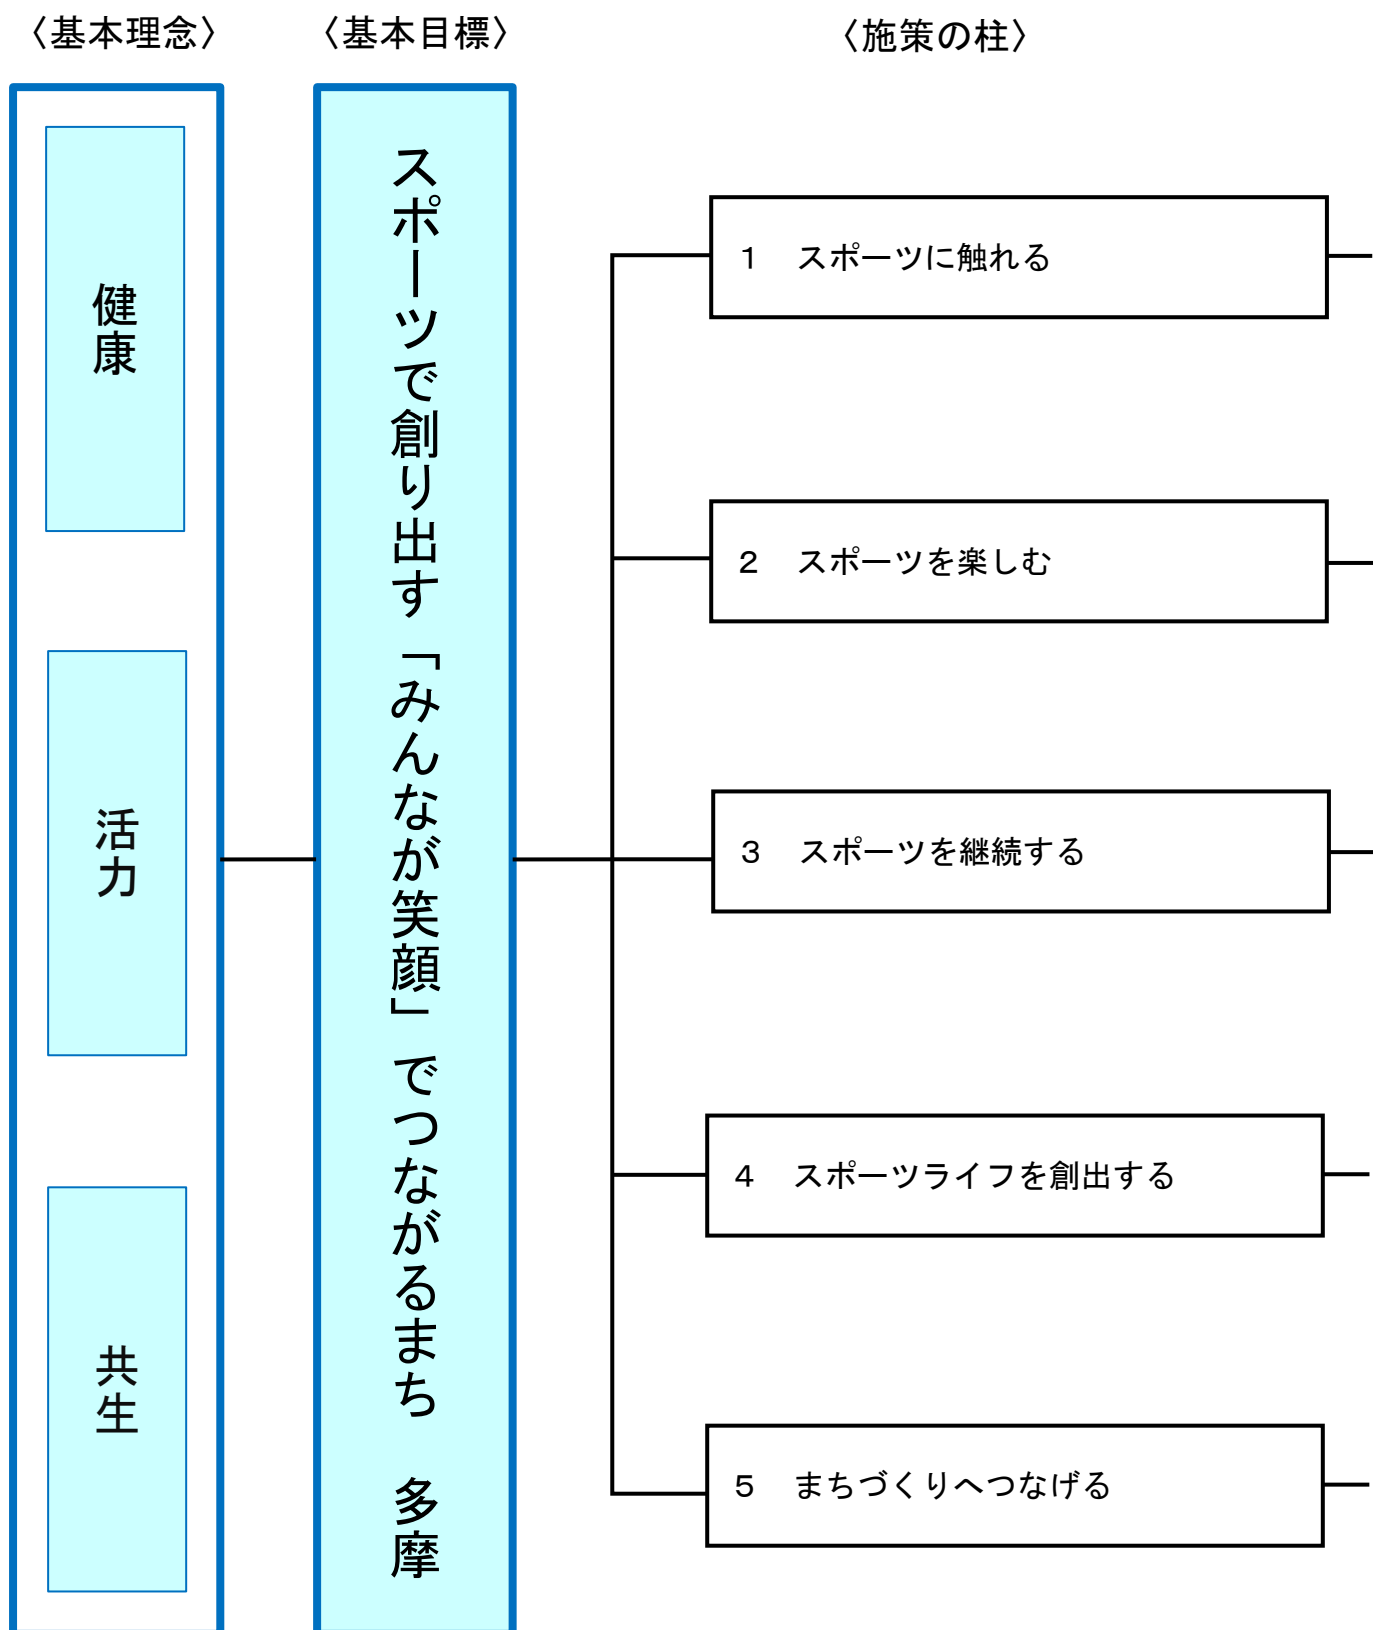 〈基本理念〉
〈基本目標〉
〈施策の柱〉
健康
活力
共生
スポーツで創り出す「みんなが笑顔」でつながるまち　多摩
１　スポーツに触れる
２　スポーツを楽しむ
３　スポーツを継続する
４　スポーツライフを創出する
５　まちづくりへつなげる